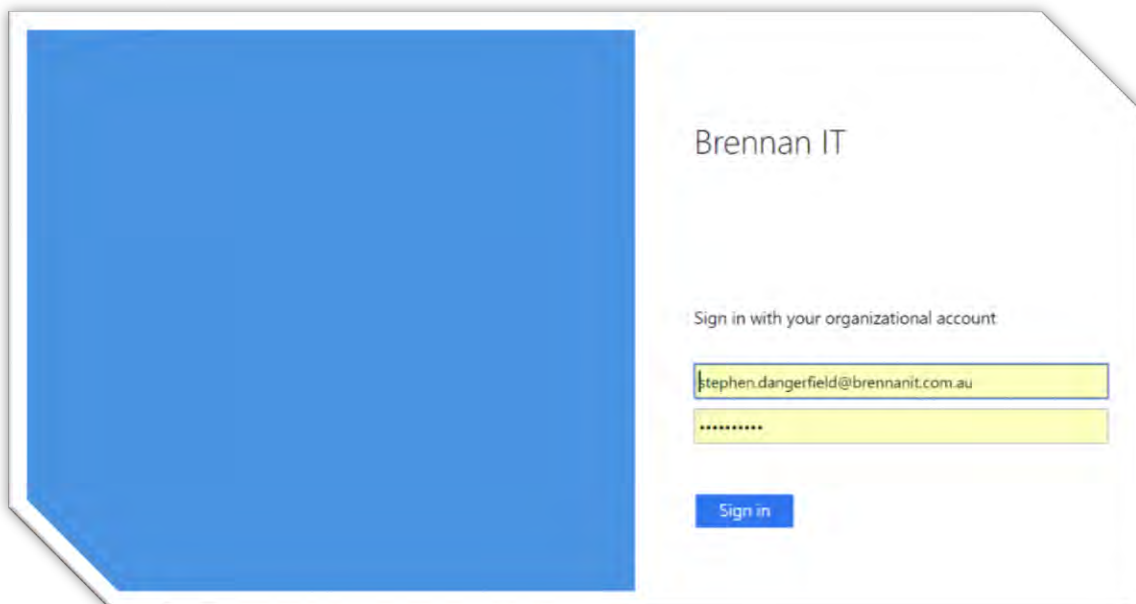 Brennan IT
Sign in with your organizational account
stephen.dangerfield@brennanit.com.au
••••••••••
Sign in